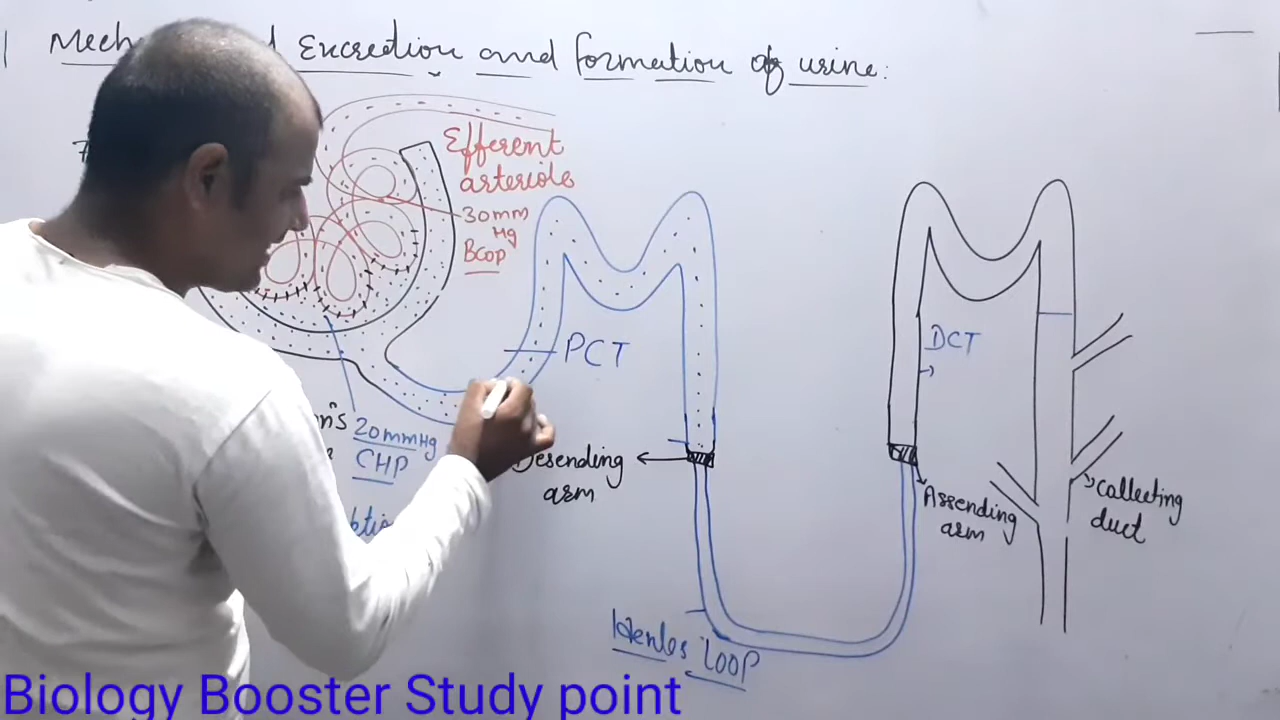 Excretion and formation of urine:
Efferent
arteriole
30mm
Hg
BCOP
PCT
DCT
20mmHg
CHP
Desending
arm
Assending
arm
Collecting
duct
Henles Loop
Biology Booster Study point